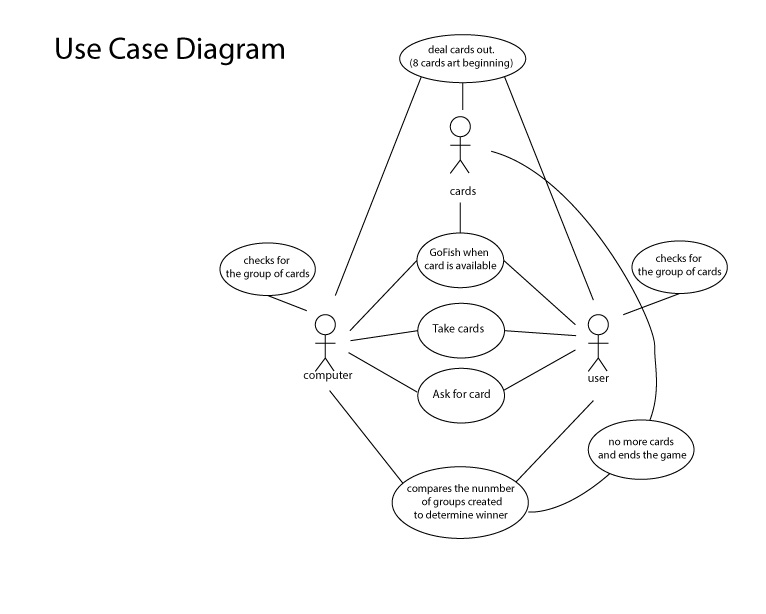 Use Case Diagram
deal cards out.
(8 cards art beginning)
cards
GoFish when
card is available
checks for
the group of cards
checks for
the group of cards
Take cards
computer
user
Ask for card
no more cards
and ends the game
compares the nunmber
of groups created
to determine winner